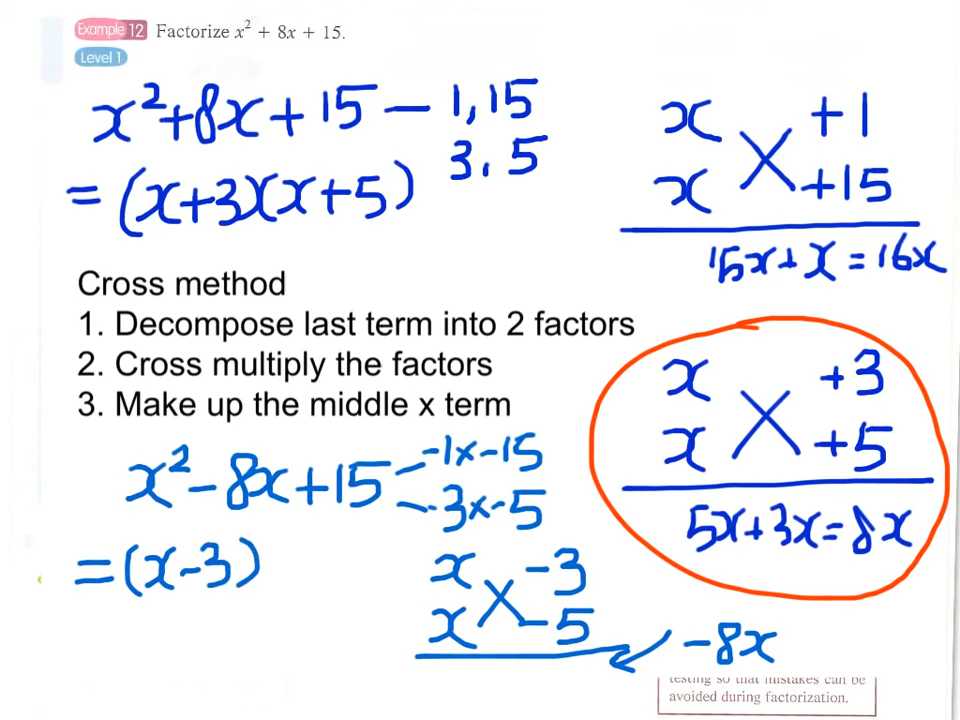 Example 12 Factorize x² + 8x + 15.
Level 1
x²+8x+15 — 1, 15
3, 5
= (x+3)(x+5)
x +1
x +15
15x + x = 16x
Cross method
1. Decompose last term into 2 factors
2. Cross multiply the factors
3. Make up the middle x term
x +3
x +5
5x+3x=8x
x²-8x+15 -1x-15
-3x-5
=(x-3)
x -3
x -5
-8x
testing so that mistakes can be
avoided during factorization.